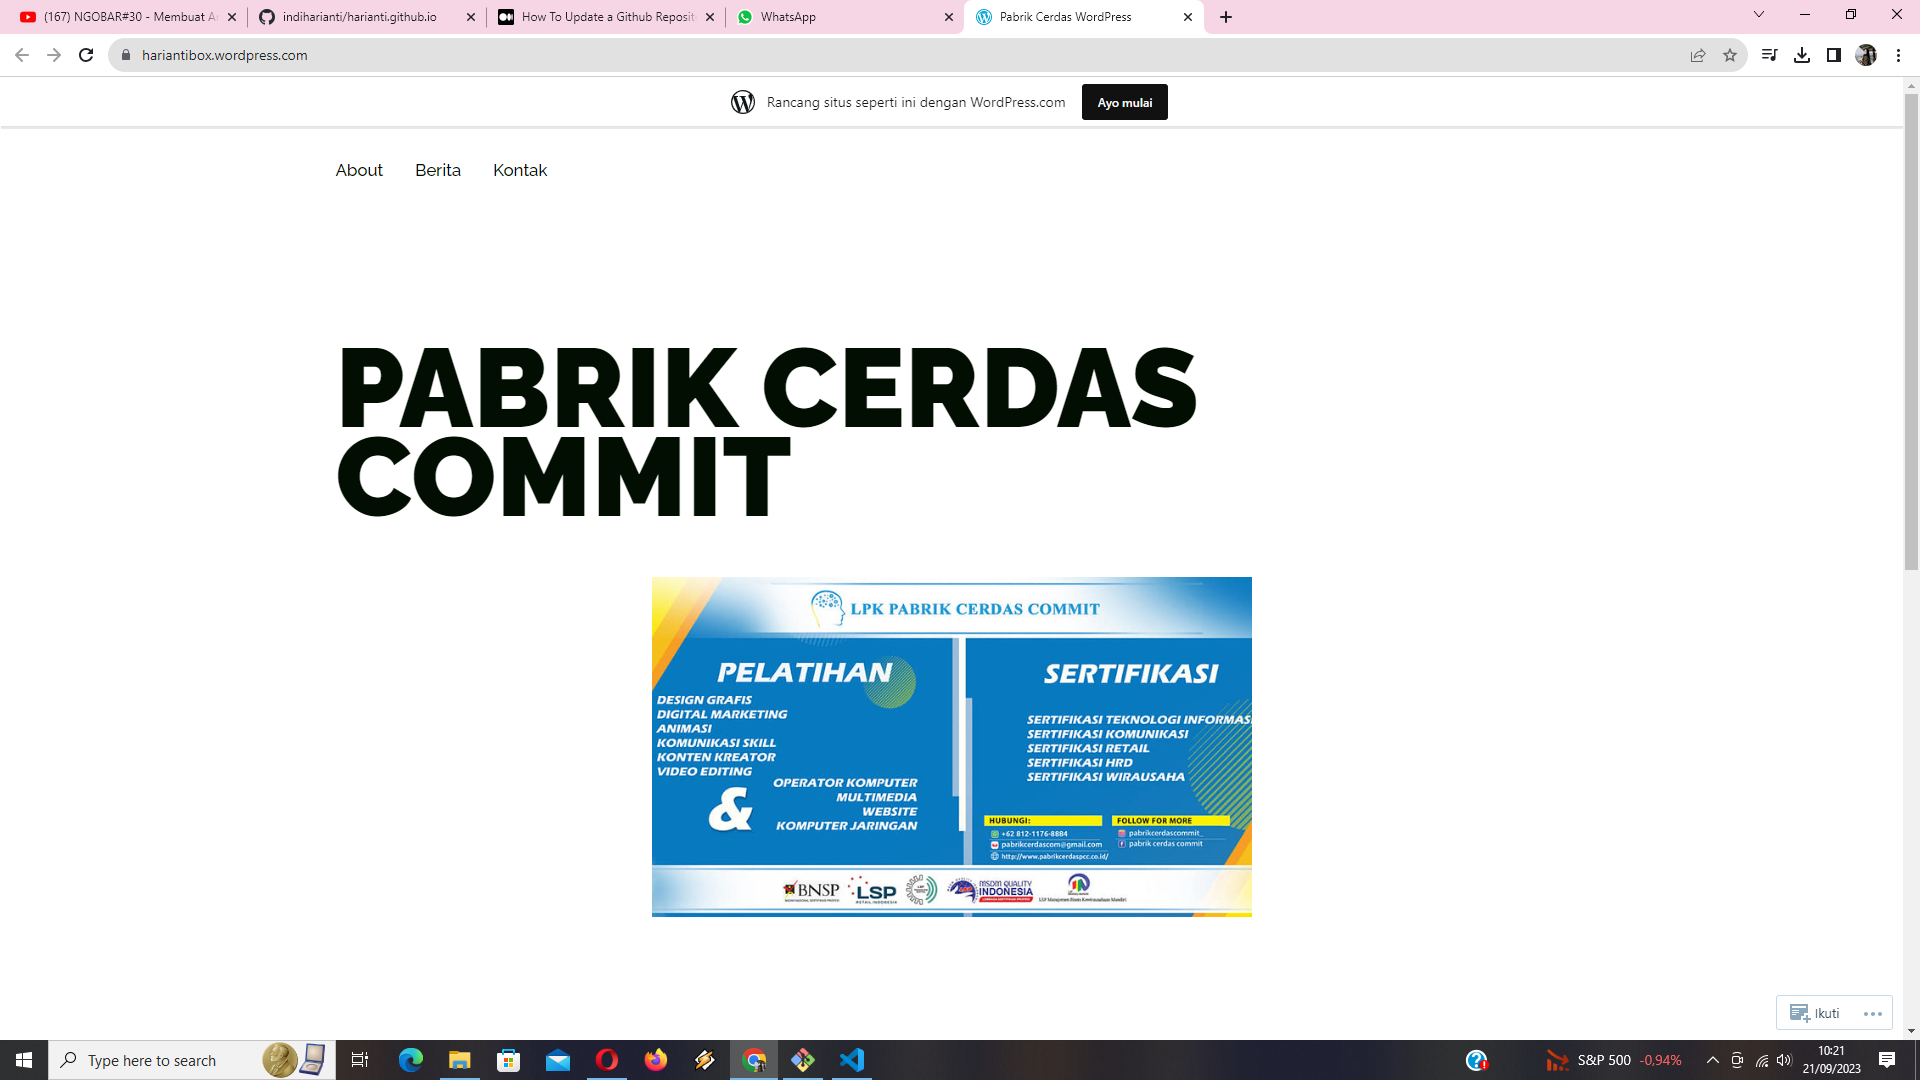 (167) NGOBAR#30 - Membuat A
indiharianti/harianti.github.io
How To Update a Github Reposit
WhatsApp
Pabrik Cerdas WordPress
hariantibox.wordpress.com
Rancang situs seperti ini dengan WordPress.com
Ayo mulai
About Berita Kontak
PABRIK CERDAS
COMMIT
LPK PABRIK CERDAS COMMIT
PELATIHAN
DESIGN GRAFIS
DIGITAL MARKETING
ANIMASI
KOMUNIKASI SKILL
KONTEN KREATOR
VIDEO EDITING
&
OPERATOR KOMPUTER
MULTIMEDIA
WEBSITE
KOMPUTER JARINGAN
SERTIFIKASI
SERTIFIKASI TEKNOLOGI INFORMASI
SERTIFIKASI KOMUNIKASI
SERTIFIKASI RETAIL
SERTIFIKASI HRD
SERTIFIKASI WIRAUSAHA
HUBUNGI:
+62 812-1176-8884
pabrikcerdascom@gmail.com
http://www.pabrikcerdaspcc.co.id/
FOLLOW FOR MORE
pabrikcerdascommit_
pabrik cerdas commit
BNSP
LSP
RETAIL INDONESIA
MSDM QUALITY
INDONESIA
Ikuti
Type here to search
S&P 500 -0,94%
10:21
21/09/2023